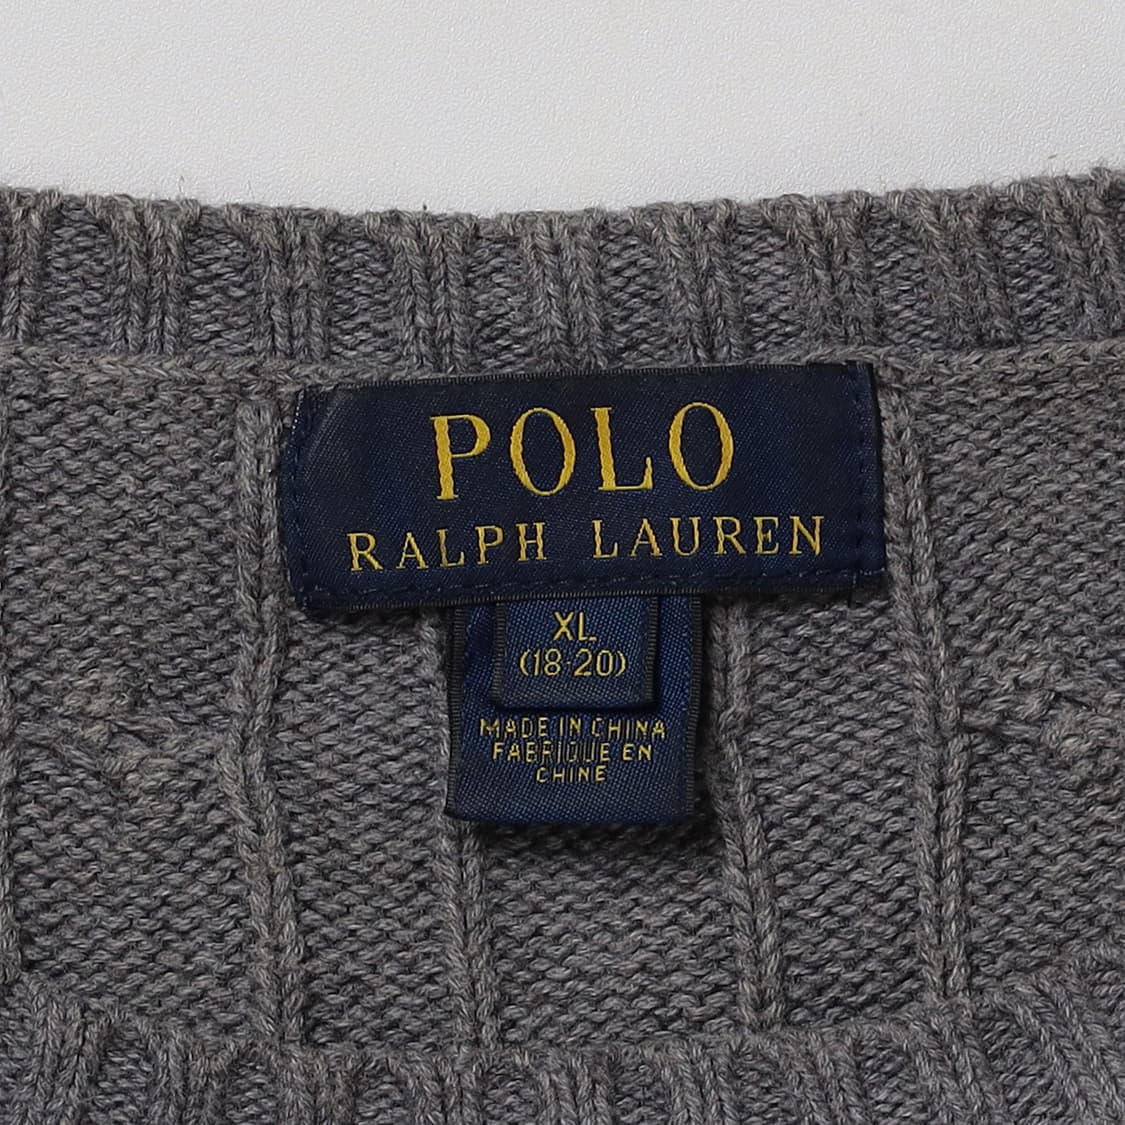 POLO
RALPH LAUREN
XL
(18-20)
MADE IN CHINA
FABRIQUE EN
CHINE